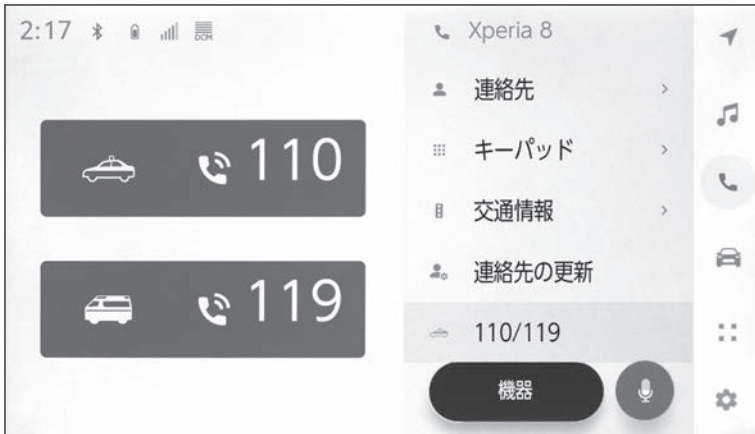 2:17
DCM
110
119
Xperia 8
連絡先
キーパッド
交通情報
連絡先の更新
110/119
機器